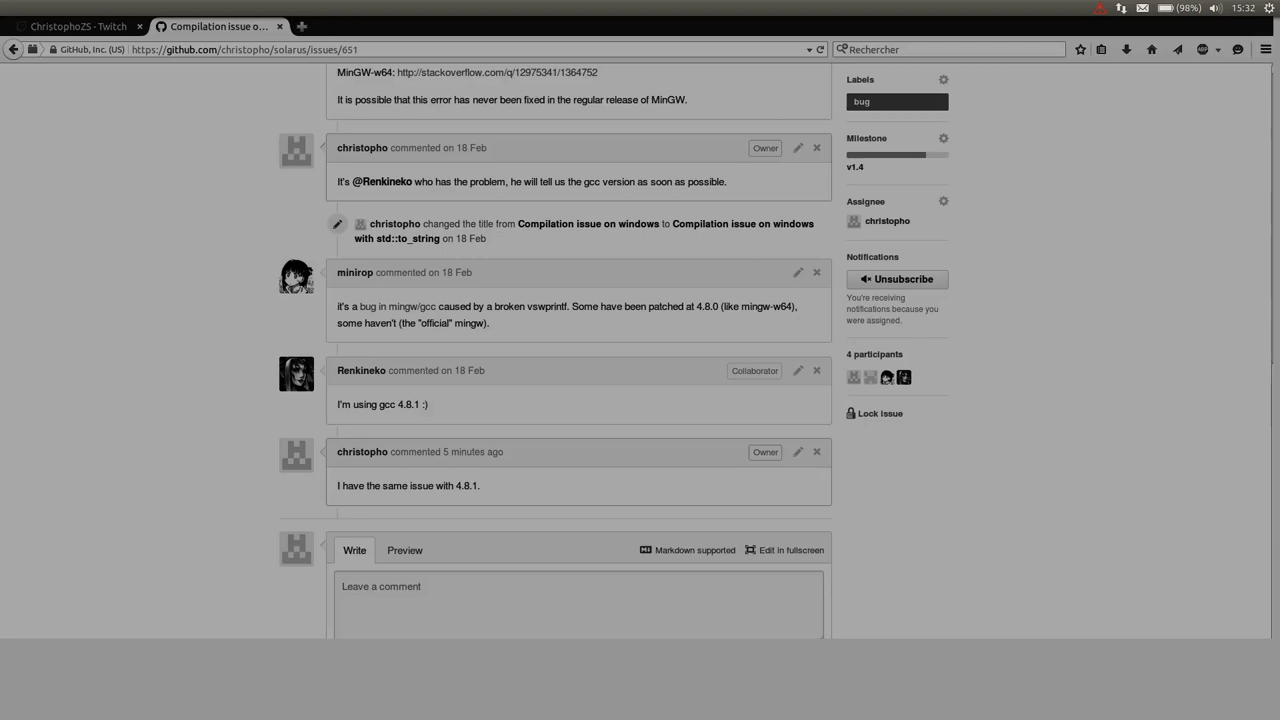 (98%) 15:32
ChristophoZS - Twitch × Compilation issue o... ×
GitHub, Inc. (US) https://github.com/christopho/solarus/issues/651 Rechercher
MinGW-w64: http://stackoverflow.com/q/12975341/1364752
It is possible that this error has never been fixed in the regular release of MinGW.
christopho commented on 18 Feb Owner
It's @Renkineko who has the problem, he will tell us the gcc version as soon as possible.
christopho changed the title from Compilation issue on windows to Compilation issue on windows
with std::to_string on 18 Feb
minirop commented on 18 Feb
it's a bug in mingw/gcc caused by a broken vswprintf. Some have been patched at 4.8.0 (like mingw-w64),
some haven't (the "official" mingw).
Renkineko commented on 18 Feb Collaborator
I'm using gcc 4.8.1 :)
christopho commented 5 minutes ago Owner
I have the same issue with 4.8.1.
Write Preview Markdown supported Edit in fullscreen
Leave a comment
Labels
bug
Milestone
v1.4
Assignee
christopho
Notifications
Unsubscribe
You're receiving
notifications because you
were assigned.
4 participants
Lock issue